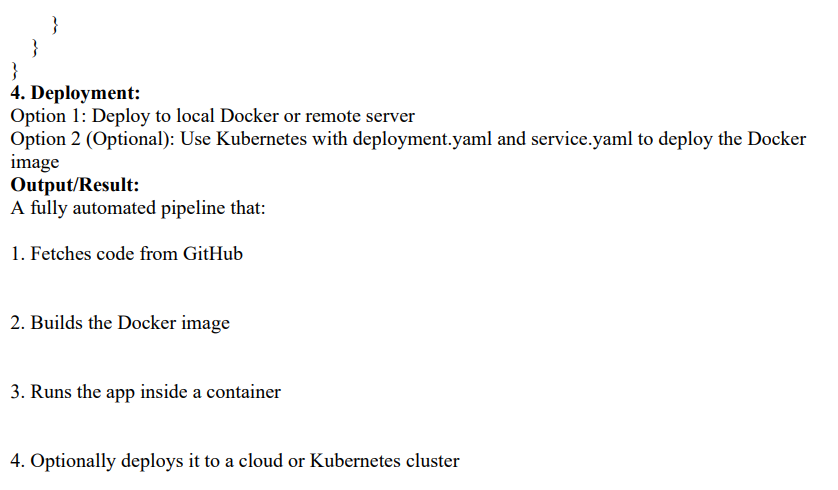 }
}
}
4. Deployment:
Option 1: Deploy to local Docker or remote server
Option 2 (Optional): Use Kubernetes with deployment.yaml and service.yaml to deploy the Docker
image
Output/Result:
A fully automated pipeline that:
1. Fetches code from GitHub
2. Builds the Docker image
3. Runs the app inside a container
4. Optionally deploys it to a cloud or Kubernetes cluster